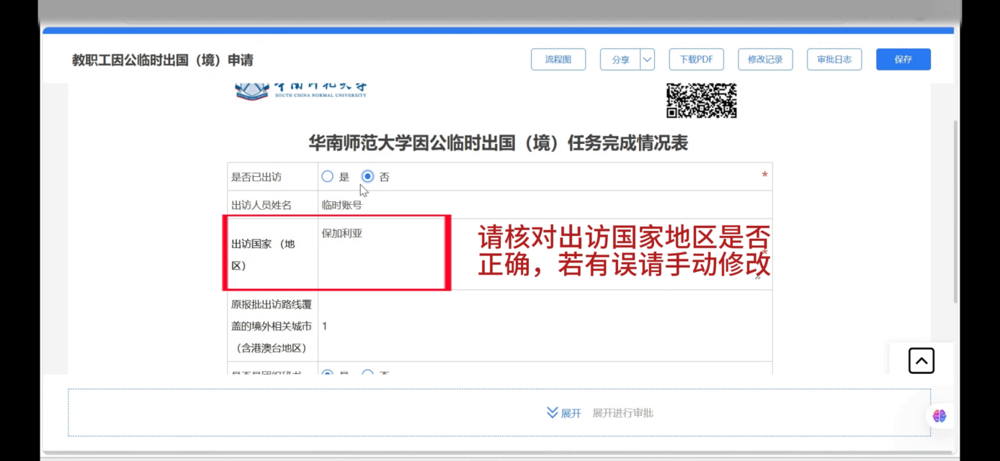 教职工因公临时出国（境）申请
流程图
分享
下载PDF
修改记录
审批日志
保存
SOUTH CHINA NORMAL UNIVERSITY
华南师范大学因公临时出国（境）任务完成情况表
是否已出访
是
否
*
出访人员姓名
临时账号
出访国家 （地
区）
保加利亚
请核对出访国家地区是否
正确，若有误请手动修改
原报批出访路线覆
盖的境外相关城市
（含港澳台地区）
1
展开
展开进行审批